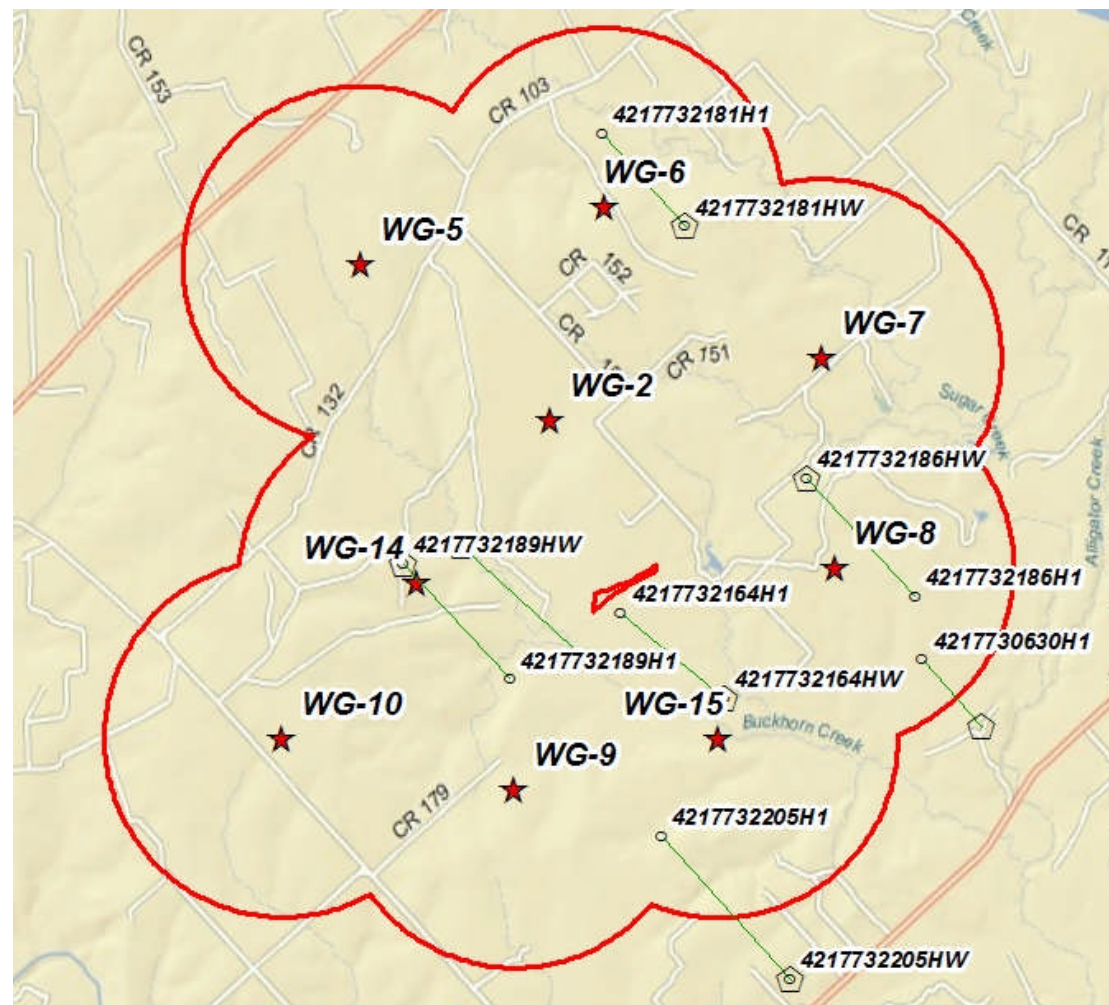 Creek
CR 153
CR 103
4217732181H1
WG-6
4217732181HW
WG-5
CR 152
CR
WG-7
CR 151
CR 132
WG-2
Sugar Creek
4217732186HW
Alligator Creek
WG-14
4217732189HW
WG-8
4217732164H1
4217732186H1
4217730630H1
4217732189H1
4217732164HW
WG-10
WG-15
Buckhorn Creek
WG-9
CR 179
4217732205H1
4217732205HW